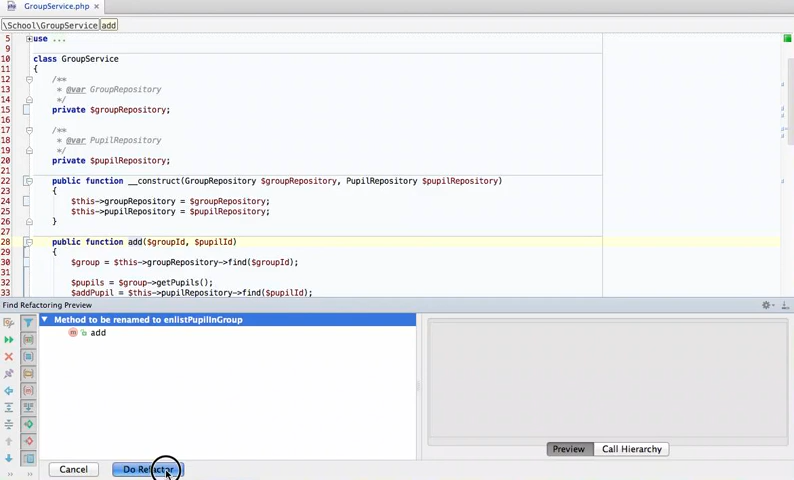 GroupService.php
\School\GroupService add
5 use ...
9
10 class GroupService
11 {
12 /**
13 * @var GroupRepository
14 */
15 private $groupRepository;
16
17 /**
18 * @var PupilRepository
19 */
20 private $pupilRepository;
21
22 public function __construct(GroupRepository $groupRepository, PupilRepository $pupilRepository)
23 {
24 $this->groupRepository = $groupRepository;
25 $this->pupilRepository = $pupilRepository;
26 }
27
28 public function add($groupId, $pupilId)
29 {
30 $group = $this->groupRepository->find($groupId);
31
32 $pupils = $group->getPupils();
33 $addPupil = $this->pupilRepository->find($pupilId);
Find Refactoring Preview
Method to be renamed to enlistPupilInGroup
m add
Preview Call Hierarchy
Cancel Do Refactor